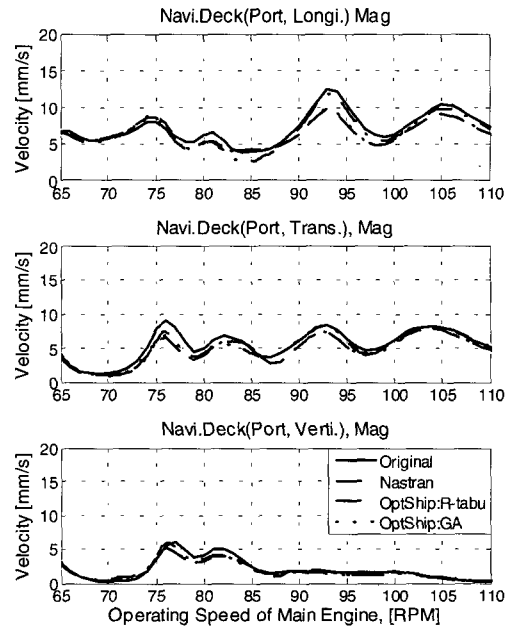 Navi.Deck(Port, Longi.) Mag
20
15
10
5
0
Velocity [mm/s]
65 70 75 80 85 90 95 100 105 110
Navi.Deck(Port, Trans.), Mag
20
15
10
5
0
Velocity [mm/s]
65 70 75 80 85 90 95 100 105 110
Navi.Deck(Port, Verti.), Mag
20
15
10
5
0
Velocity [mm/s]
Original
Nastran
OptShip:R-tabu
OptShip:GA
65 70 75 80 85 90 95 100 105 110
Operating Speed of Main Engine, [RPM]